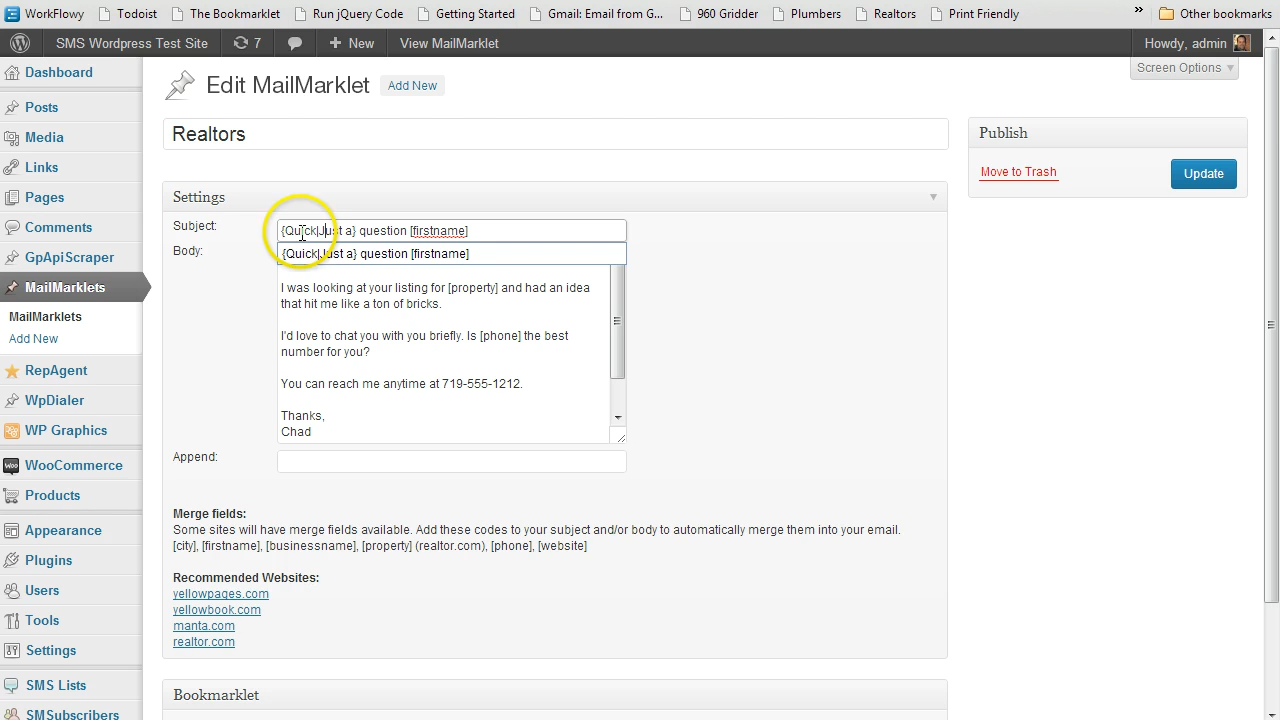 WorkFlowy Todoist The Bookmarklet Run jQuery Code Getting Started Gmail: Email from G... 960 Gridder Plumbers Realtors Print Friendly » Other bookmarks
SMS Wordpress Test Site 7 + New View MailMarklet Howdy, admin
Screen Options
Dashboard
Posts
Media
Links
Pages
Comments
GpApiScraper
MailMarklets
MailMarklets
Add New
RepAgent
WpDialer
WP Graphics
Woo WooCommerce
Products
Appearance
Plugins
Users
Tools
Settings
SMS Lists
SMSubscribers
Edit MailMarklet Add New
Realtors
Settings
Subject: {Quick|Just a} question [firstname]
{Quick|Just a} question [firstname]
Body:
I was looking at your listing for [property] and had an idea
that hit me like a ton of bricks.
I'd love to chat you with you briefly. Is [phone] the best
number for you?
You can reach me anytime at 719-555-1212.
Thanks,
Chad
Append:
Merge fields:
Some sites will have merge fields available. Add these codes to your subject and/or body to automatically merge them into your email.
[city], [firstname], [businessname], [property] (realtor.com), [phone], [website]
Recommended Websites:
yellowpages.com
yellowbook.com
manta.com
realtor.com
Bookmarklet
Publish
Move to Trash Update